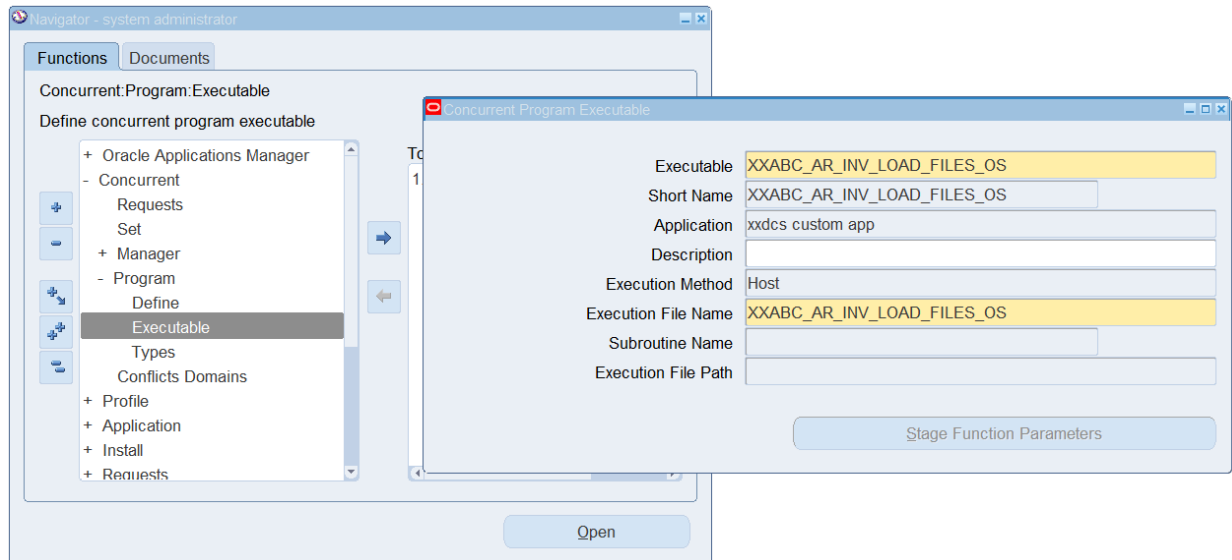 Navigator - system administrator
Functions
Documents
Concurrent:Program:Executable
Define concurrent program executable
+ Oracle Applications Manager
- Concurrent
Requests
Set
+ Manager
- Program
Define
Executable
Types
Conflicts Domains
+ Profile
+ Application
+ Install
+ Requests
1
Open
Concurrent Program Executable
Executable XXABC_AR_INV_LOAD_FILES_OS
Short Name XXABC_AR_INV_LOAD_FILES_OS
Application xxdcs custom app
Description
Execution Method Host
Execution File Name XXABC_AR_INV_LOAD_FILES_OS
Subroutine Name
Execution File Path
Stage Function Parameters